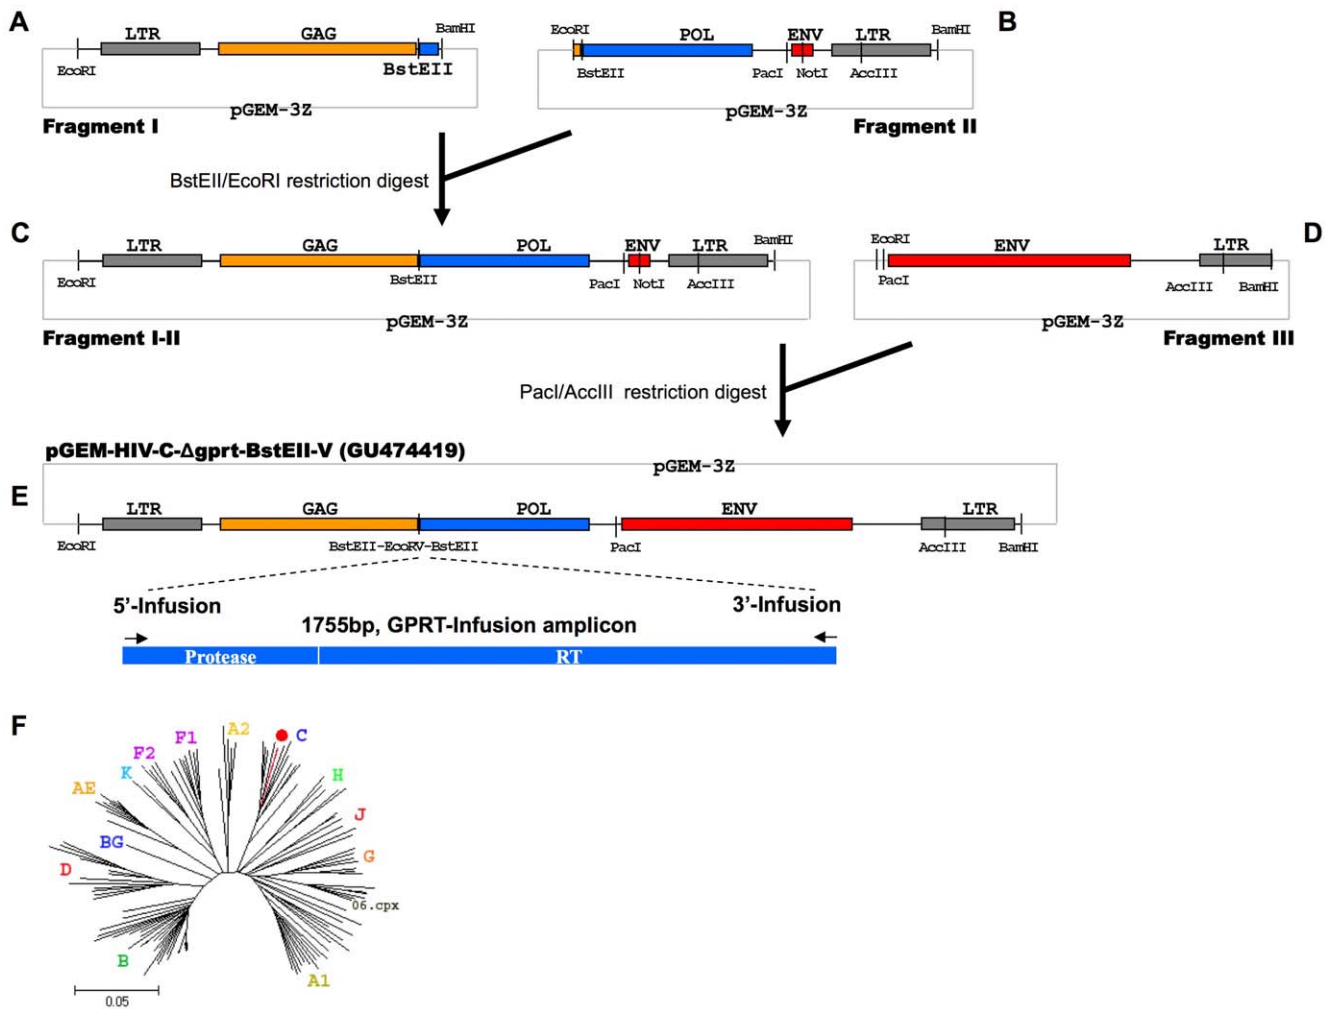 A
LTR
GAG
BamHI
EcoRI
BstEII
pGEM-3Z
Fragment I
B
EcoRI
POL
ENV
LTR
BamHI
BstEII
PacI
NotI
AccIII
pGEM-3Z
Fragment II
BstEII/EcoRI restriction digest
C
LTR
GAG
POL
ENV
LTR
BamHI
EcoRI
BstEII
PacI
NotI
AccIII
pGEM-3Z
Fragment I-II
D
EcoRI
ENV
LTR
PacI
AccIII
BamHI
pGEM-3Z
Fragment III
PacI/AccIII restriction digest
pGEM-HIV-C-Δgprt-BstEII-V (GU474419)
pGEM-3Z
E
LTR
GAG
POL
ENV
LTR
EcoRI
BstEII-EcoRV-BstEII
PacI
AccIII
BamHI
5'-Infusion
3'-Infusion
1755bp, GPRT-Infusion amplicon
Protease
RT
F
A2
C
F1
F2
K
H
AE
J
BG
G
D
06.cpx
B
A1
0.05